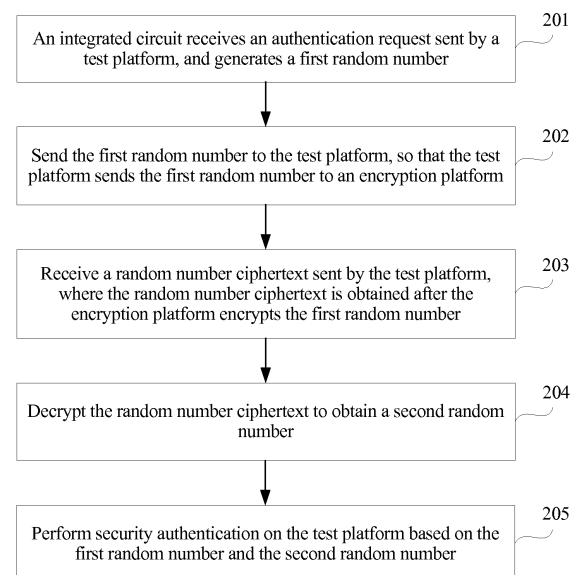 201
An integrated circuit receives an authentication request sent by a
test platform, and generates a first random number
202
Send the first random number to the test platform, so that the test
platform sends the first random number to an encryption platform
203
Receive a random number ciphertext sent by the test platform,
where the random number ciphertext is obtained after the
encryption platform encrypts the first random number
204
Decrypt the random number ciphertext to obtain a second random
number
205
Perform security authentication on the test platform based on the
first random number and the second random number